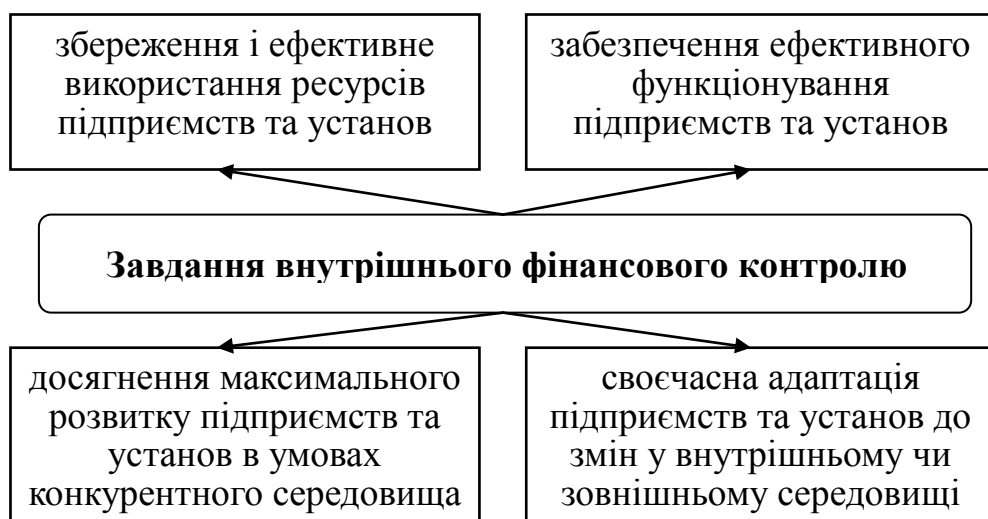 збереження і ефективне
використання ресурсів
підприємств та установ
забезпечення ефективного
функціонування
підприємств та установ
Завдання внутрішнього фінансового контролю
досягнення максимального
розвитку підприємств та
установ в умовах
конкурентного середовища
своєчасна адаптація
підприємств та установ до
змін у внутрішньому чи
зовнішньому середовищі